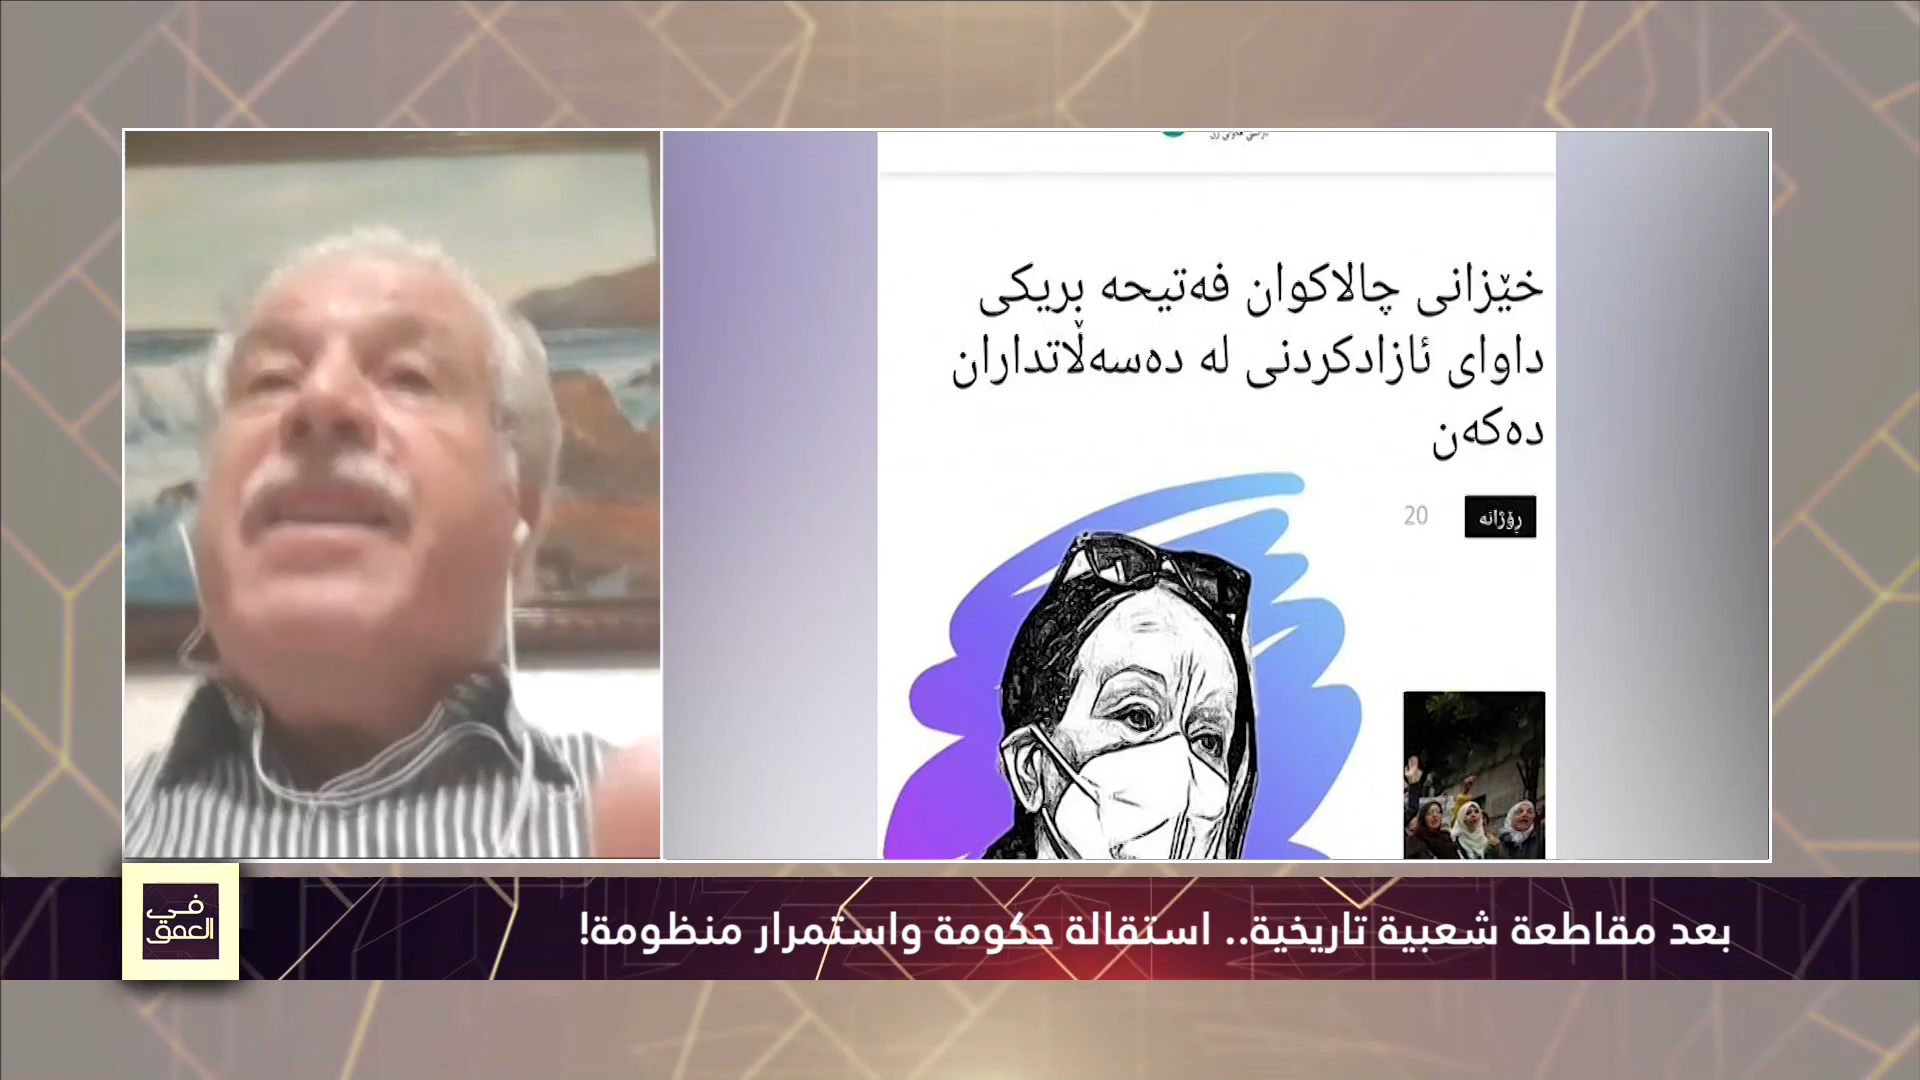 خێزانی چالاکوان فەتیحە بریکی
داوای ئازادکردنی لە دەسەڵاتداران
دەکەن
ڕۆژانە
20
بعد مقاطعة شعبية تاريخية.. استقالة حكومة واستمرار منظومة!
في
العمق